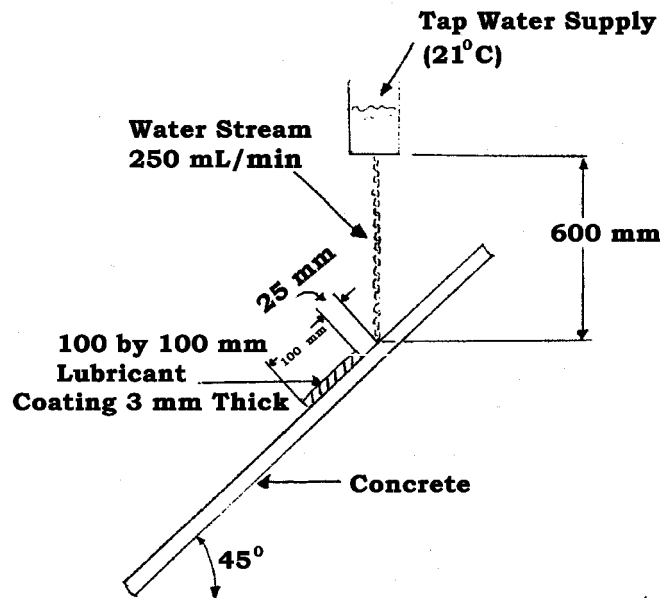 Tap Water Supply
(21°C)
Water Stream
250 mL/min
600 mm
25 mm
100 mm
100 by 100 mm
Lubricant
Coating 3 mm Thick
Concrete
45°